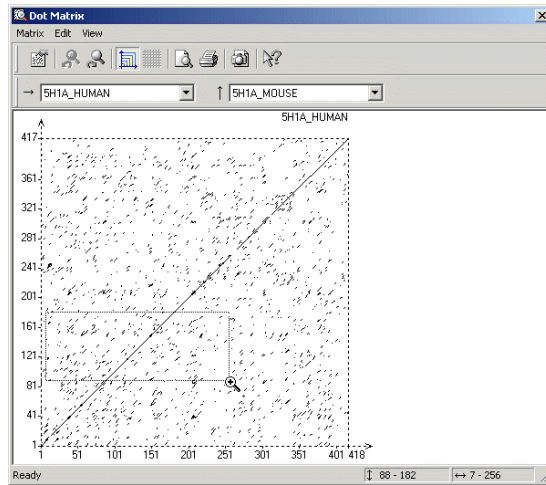 Dot Matrix
Matrix Edit View
→ 5H1A_HUMAN ↑ 5H1A_MOUSE
5H1A_HUMAN
417
361
321
281
241
201
161
121
81
41
1
1 51 101 151 201 251 301 351 401 418
Ready ↕ 88 - 182 ↔ 7 - 256